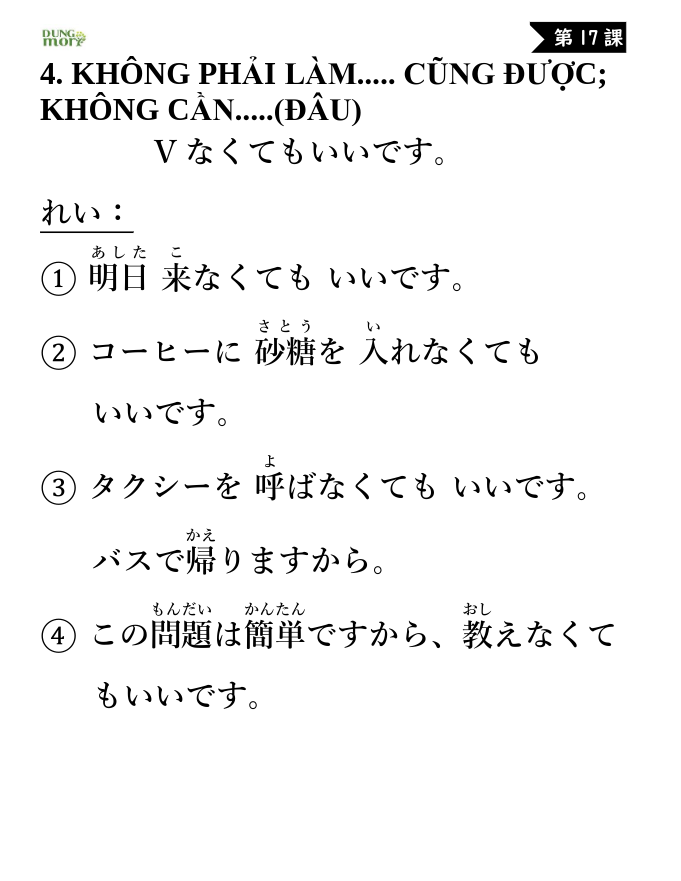 DUNG
mori
第17課
4. KHÔNG PHẢI LÀM..... CŨNG ĐƯỢC;
KHÔNG CẦN.....(ĐÂU)
V なくてもいいです。
れい：
あした こ
① 明日 来なくても いいです。
さとう い
② コーヒーに 砂糖を 入れなくても
いいです。
よ
③ タクシーを 呼ばなくても いいです。
かえ
バスで帰りますから。
もんだい かんたん おし
④ この問題は簡単ですから、教えなくて
もいいです。